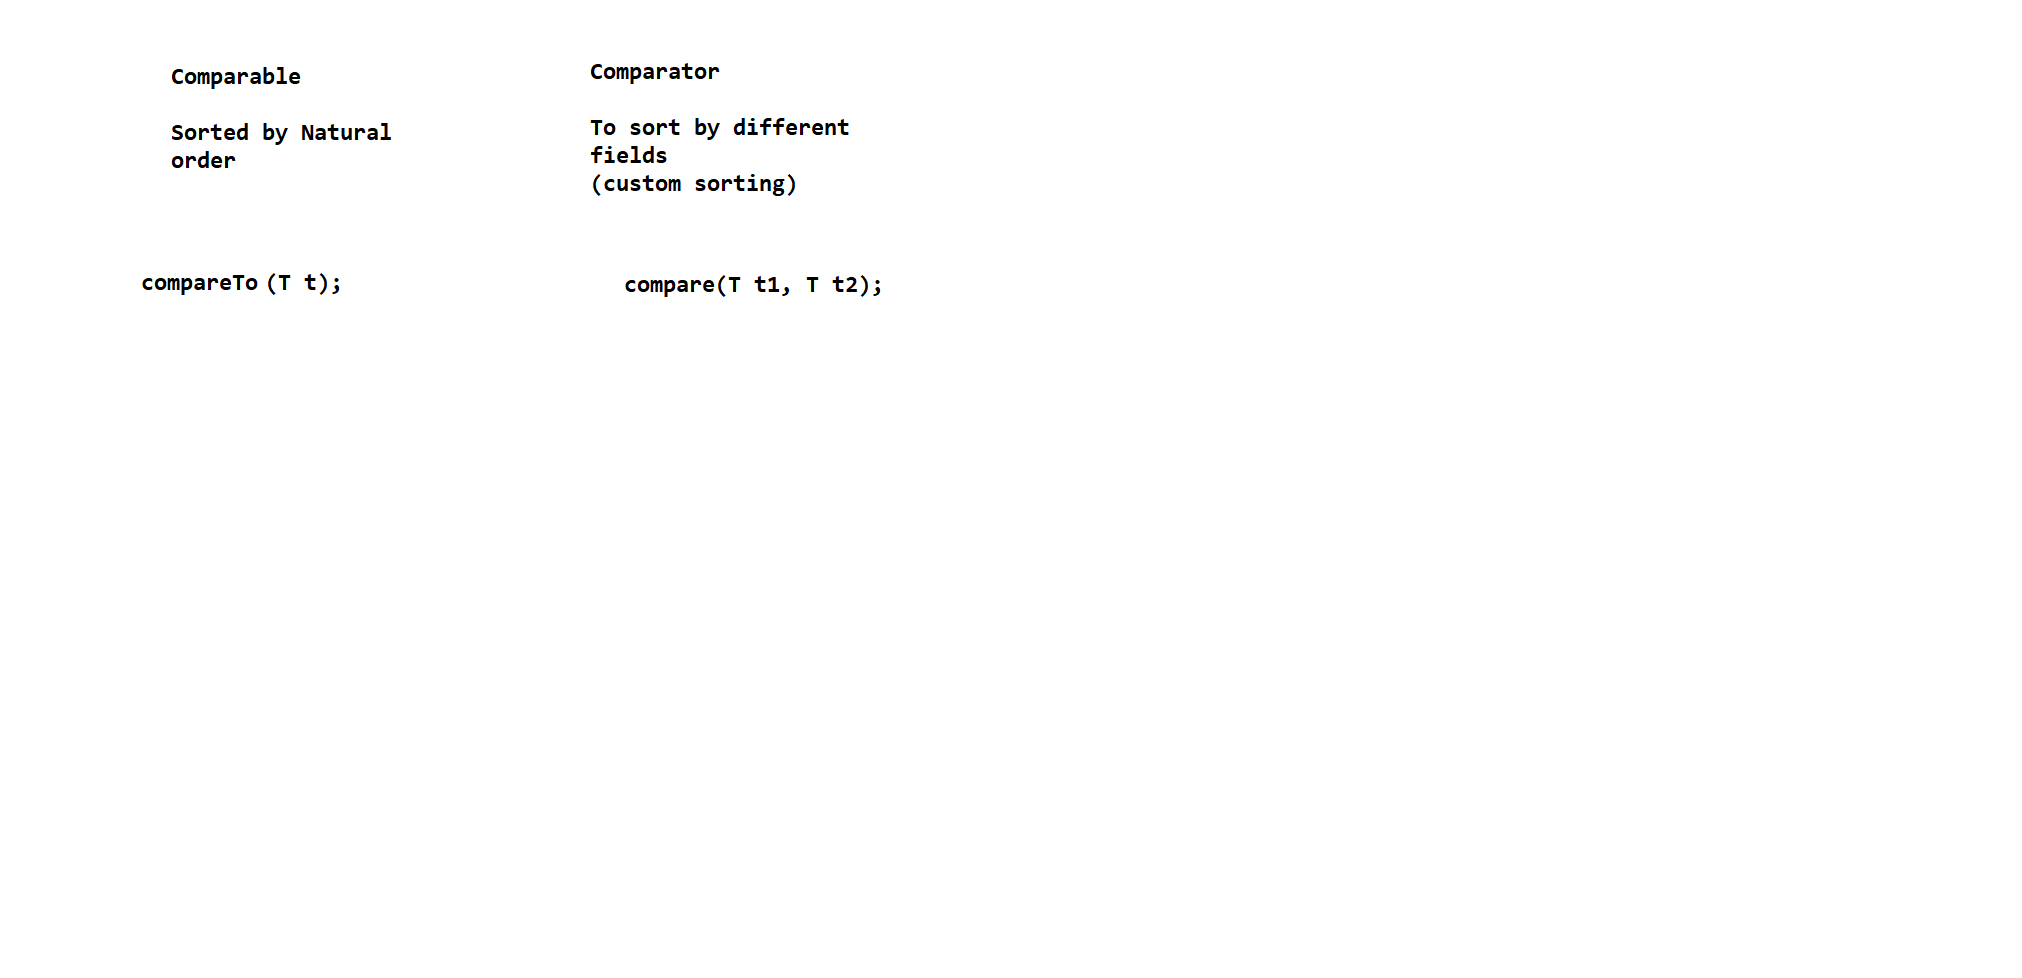 Comparable
Sorted by Natural
order
compareTo (T t);
Comparator
To sort by different
fields
(custom sorting)
compare(T t1, T t2);